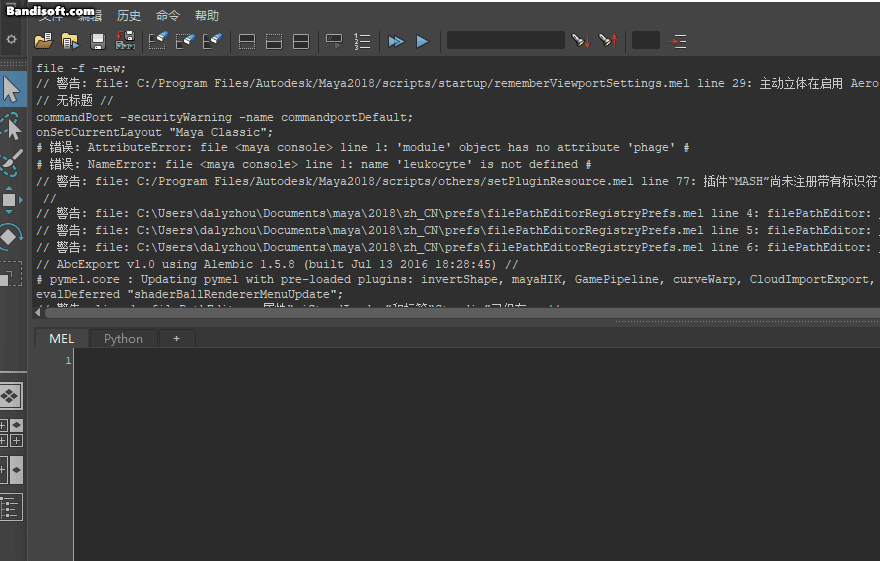 Bandisoft.com
文件 编辑 历史 命令 帮助
file -f -new;
// 警告: file: C:/Program Files/Autodesk/Maya2018/scripts/startup/rememberViewportSettings.mel line 29: 主动立体在启用 Aero
// 无标题 //
commandPort -securityWarning -name commandportDefault;
onSetCurrentLayout "Maya Classic";
# 错误: AttributeError: file <maya console> line 1: 'module' object has no attribute 'phage' #
# 错误: NameError: file <maya console> line 1: name 'leukocyte' is not defined #
// 警告: file: C:/Program Files/Autodesk/Maya2018/scripts/others/setPluginResource.mel line 77: 插件“MASH”尚未注册带有标识符
//
// 警告: file: C:\Users\dalyzhou\Documents\maya\2018\zh_CN\prefs\filePathEditorRegistryPrefs.mel line 4: filePathEditor:
// 警告: file: C:\Users\dalyzhou\Documents\maya\2018\zh_CN\prefs\filePathEditorRegistryPrefs.mel line 5: filePathEditor:
// 警告: file: C:\Users\dalyzhou\Documents\maya\2018\zh_CN\prefs\filePathEditorRegistryPrefs.mel line 6: filePathEditor:
// AbcExport v1.0 using Alembic 1.5.8 (built Jul 13 2016 18:28:45) //
# pymel.core : Updating pymel with pre-loaded plugins: invertShape, mayaHIK, GamePipeline, curveWarp, CloudImportExport,
evalDeferred "shaderBallRendererMenuUpdate";
MEL Python +
1